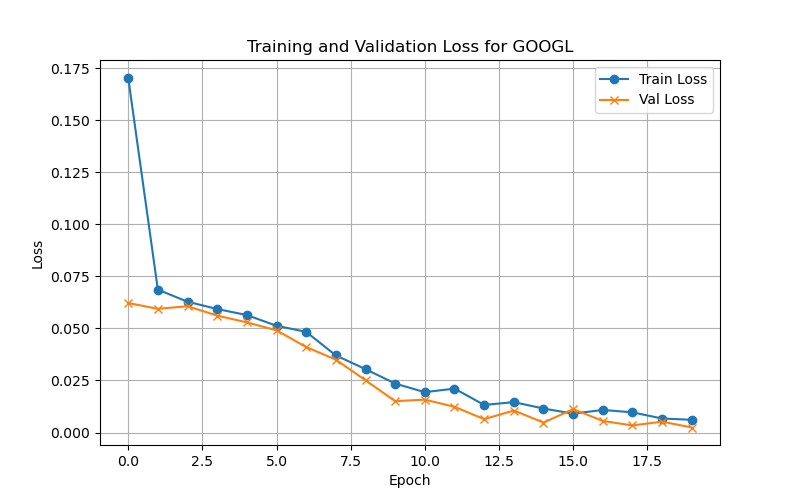 Training and Validation Loss for GOOGL
Train Loss
Val Loss
0.175
0.150
0.125
0.100
0.075
0.050
0.025
0.000
Loss
0.0 2.5 5.0 7.5 10.0 12.5 15.0 17.5
Epoch